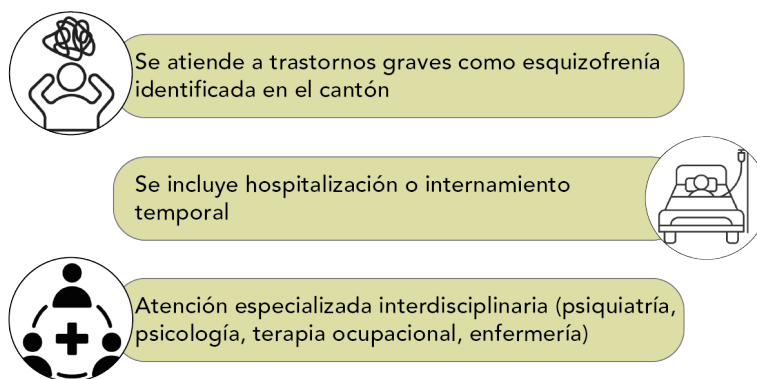 Se atiende a trastornos graves como esquizofrenía
identificada en el cantón
Se incluye hospitalización o internamiento
temporal
Atención especializada interdisciplinaria (psiquiatría,
psicología, terapia ocupacional, enfermería)